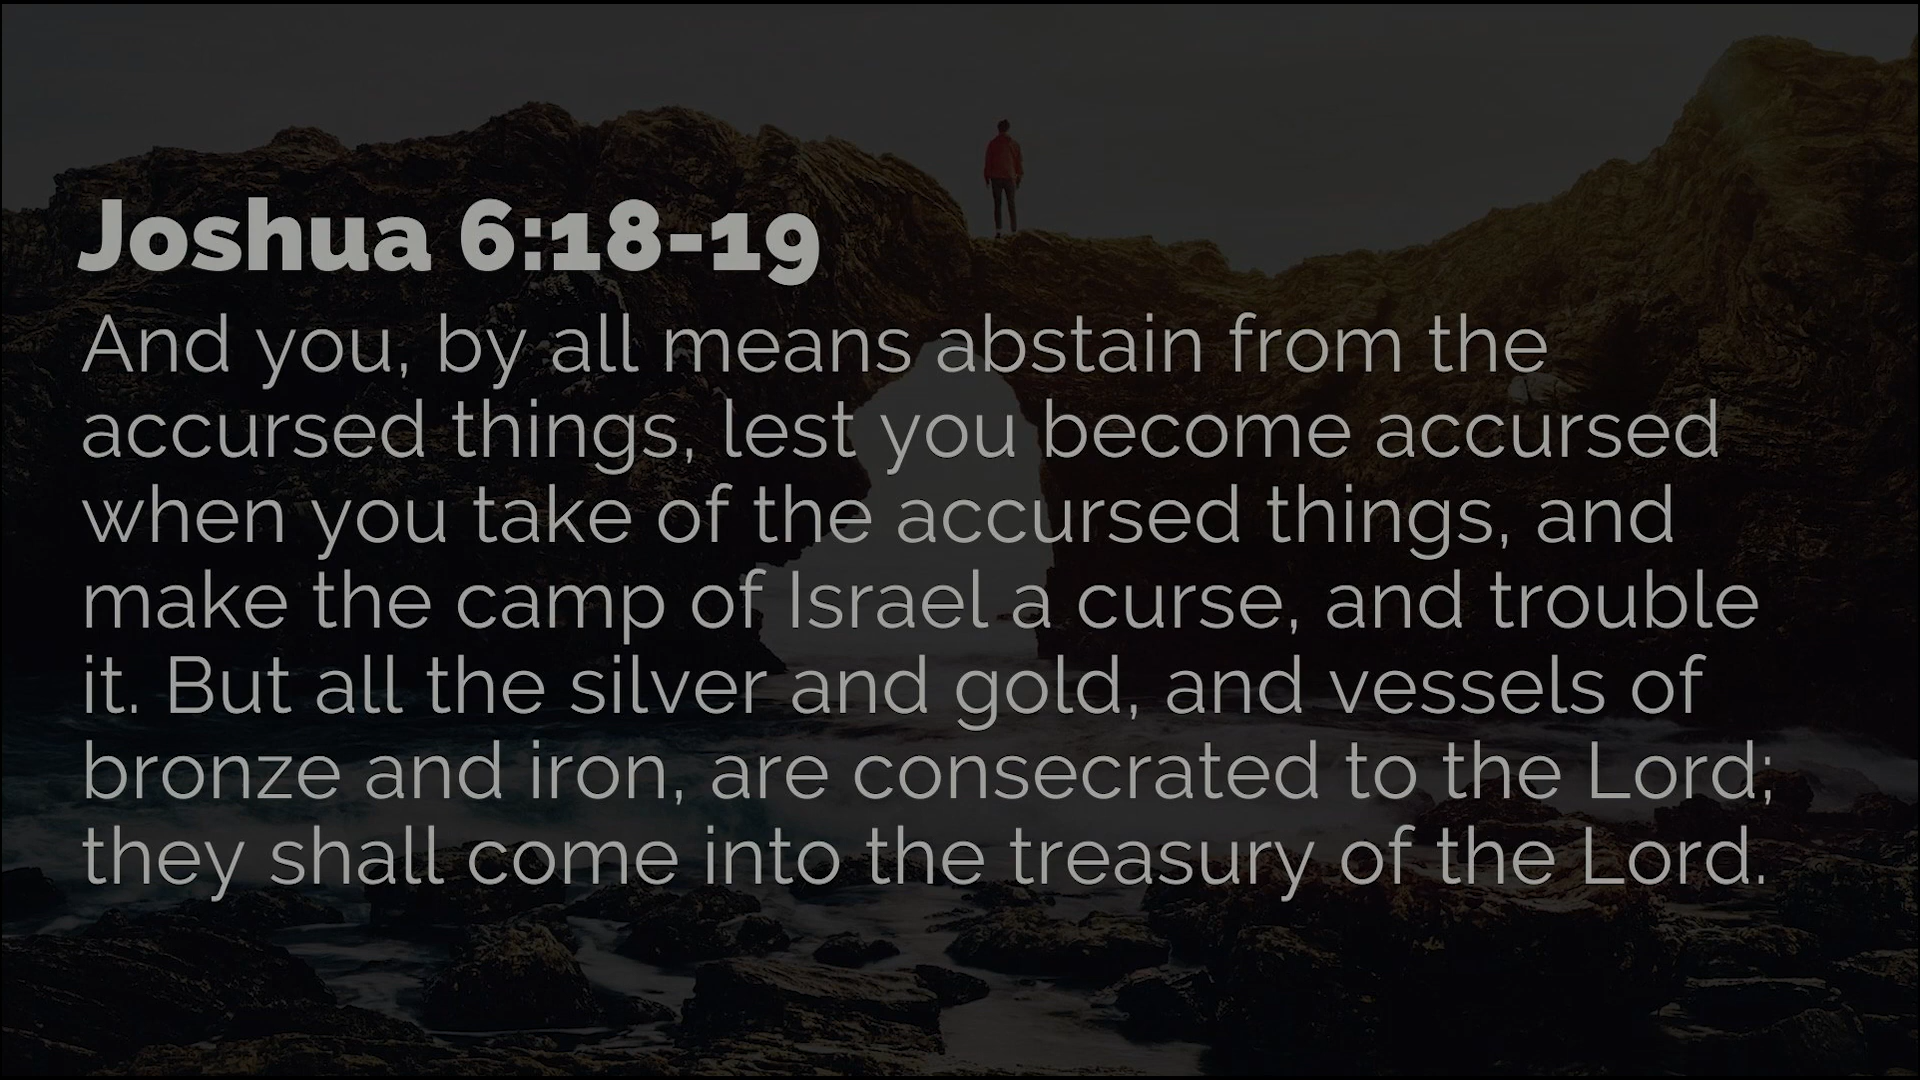 Joshua 6:18-19
And you, by all means abstain from the
accursed things, lest you become accursed
when you take of the accursed things, and
make the camp of Israel a curse, and trouble
it. But all the silver and gold, and vessels of
bronze and iron, are consecrated to the Lord;
they shall come into the treasury of the Lord.